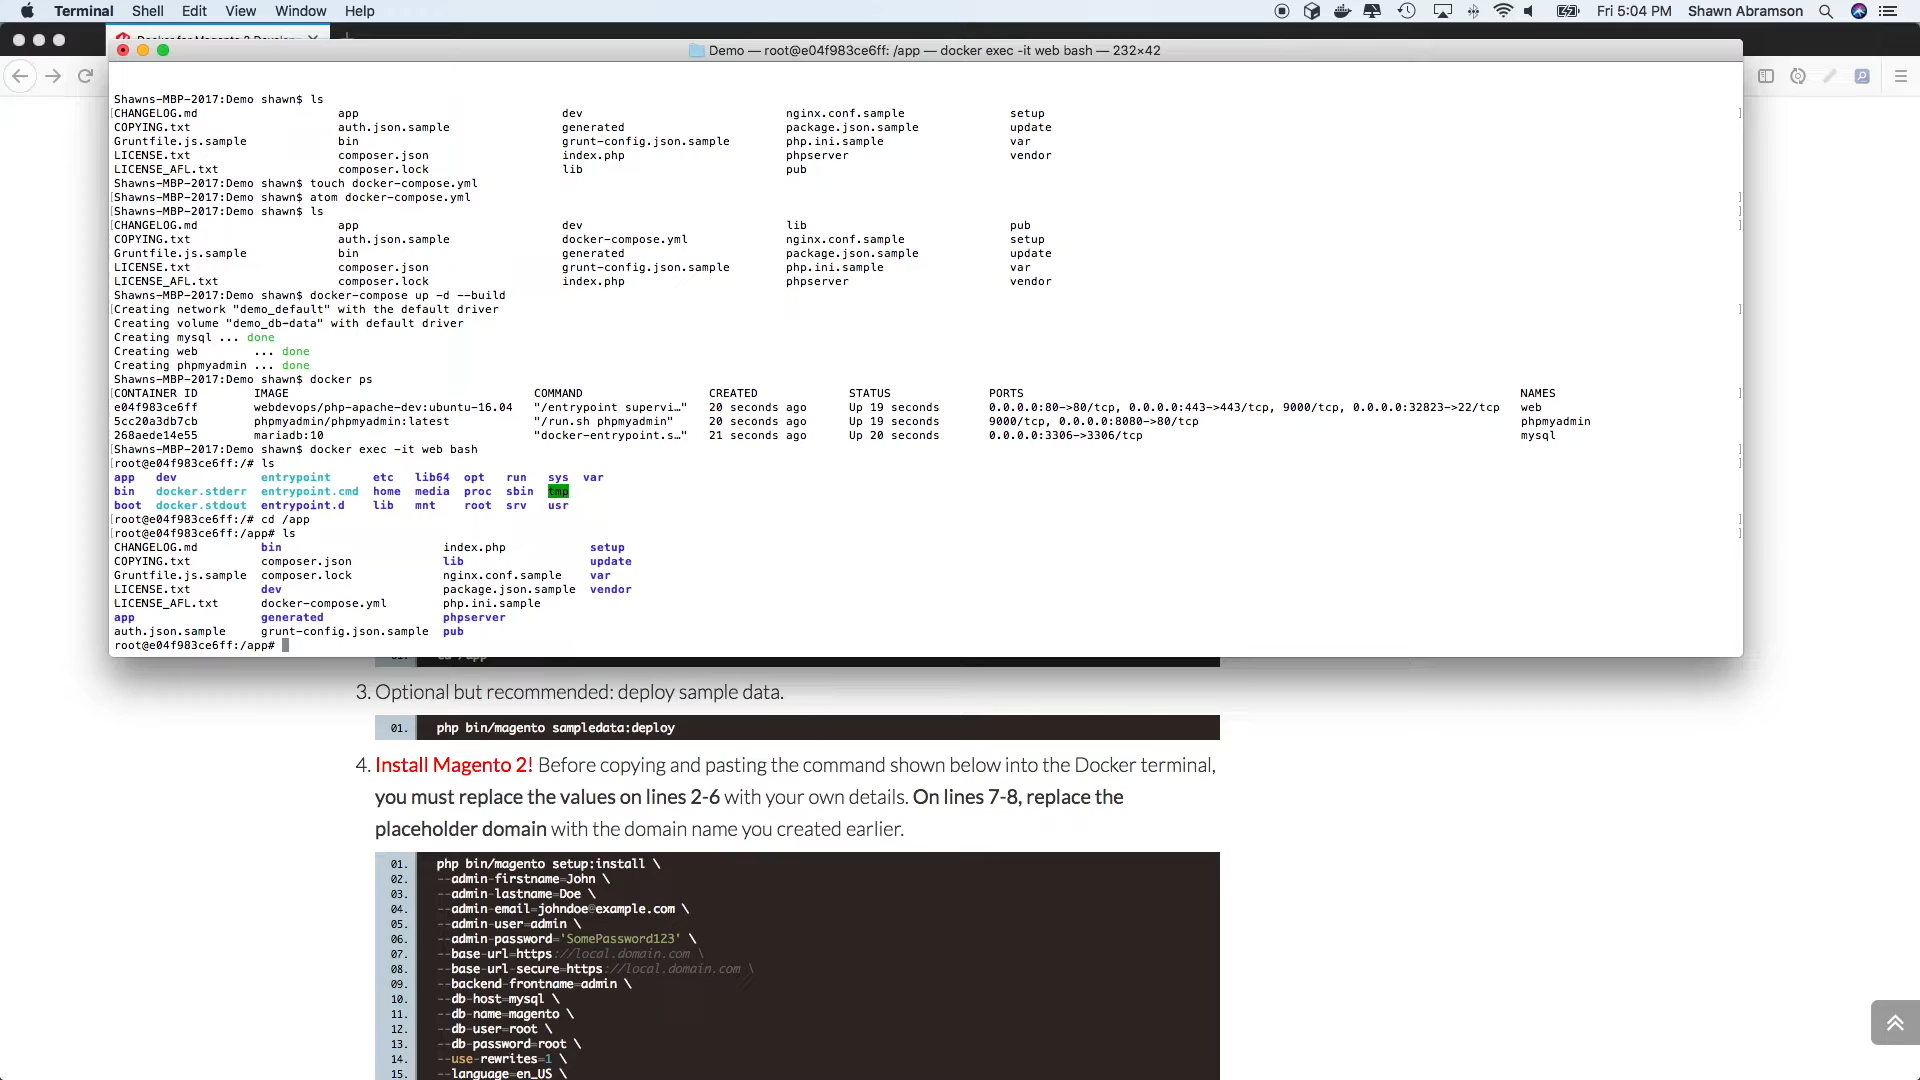 Terminal Shell Edit View Window Help Fri 5:04 PM Shawn Abramson
Demo — root@e04f983ce6ff: /app — docker exec -it web bash — 232×42
Shawns-MBP-2017:Demo shawn$ ls
CHANGELOG.md app dev nginx.conf.sample setup
COPYING.txt auth.json.sample generated package.json.sample update
Gruntfile.js.sample bin grunt-config.json.sample php.ini.sample var
LICENSE.txt composer.json index.php phpserver vendor
LICENSE_AFL.txt composer.lock lib pub
Shawns-MBP-2017:Demo shawn$ touch docker-compose.yml
Shawns-MBP-2017:Demo shawn$ atom docker-compose.yml
Shawns-MBP-2017:Demo shawn$ ls
CHANGELOG.md app dev lib pub
COPYING.txt auth.json.sample docker-compose.yml nginx.conf.sample setup
Gruntfile.js.sample bin generated package.json.sample update
LICENSE.txt composer.json grunt-config.json.sample php.ini.sample var
LICENSE_AFL.txt composer.lock index.php phpserver vendor
Shawns-MBP-2017:Demo shawn$ docker-compose up -d --build
Creating network "demo_default" with the default driver
Creating volume "demo_db-data" with default driver
Creating mysql ... done
Creating web ... done
Creating phpmyadmin ... done
Shawns-MBP-2017:Demo shawn$ docker ps
CONTAINER ID IMAGE COMMAND CREATED STATUS PORTS NAMES
e04f983ce6ff webdevops/php-apache-dev:ubuntu-16.04 "/entrypoint supervi…" 20 seconds ago Up 19 seconds 0.0.0.0:80->80/tcp, 0.0.0.0:443->443/tcp, 9000/tcp, 0.0.0.0:32823->22/tcp web
5cc20a3db7cb phpmyadmin/phpmyadmin:latest "/run.sh phpmyadmin" 20 seconds ago Up 19 seconds 9000/tcp, 0.0.0.0:8080->80/tcp phpmyadmin
268aede14e55 mariadb:10 "docker-entrypoint.s…" 21 seconds ago Up 20 seconds 0.0.0.0:3306->3306/tcp mysql
Shawns-MBP-2017:Demo shawn$ docker exec -it web bash
root@e04f983ce6ff:/# ls
app dev entrypoint etc lib64 opt run sys var
bin docker.stderr entrypoint.cmd home media proc sbin tmp
boot docker.stdout entrypoint.d lib mnt root srv usr
root@e04f983ce6ff:/# cd /app
root@e04f983ce6ff:/app# ls
CHANGELOG.md bin index.php setup
COPYING.txt composer.json lib update
Gruntfile.js.sample composer.lock nginx.conf.sample var
LICENSE.txt dev package.json.sample vendor
LICENSE_AFL.txt docker-compose.yml php.ini.sample
app generated phpserver
auth.json.sample grunt-config.json.sample pub
root@e04f983ce6ff:/app#
3. Optional but recommended: deploy sample data.
01. php bin/magento sampledata:deploy
4. Install Magento 2! Before copying and pasting the command shown below into the Docker terminal,
you must replace the values on lines 2-6 with your own details. On lines 7-8, replace the
placeholder domain with the domain name you created earlier.
01. php bin/magento setup:install \
02. --admin-firstname=John \
03. --admin-lastname=Doe \
04. --admin-email=johndoe@example.com \
05. --admin-user=admin \
06. --admin-password='SomePassword123' \
07. --base-url=https://local.domain.com \
08. --base-url-secure=https://local.domain.com \
09. --backend-frontname=admin \
10. --db-host=mysql \
11. --db-name=magento \
12. --db-user=root \
13. --db-password=root \
14. --use-rewrites=1 \
15. --language=en_US \